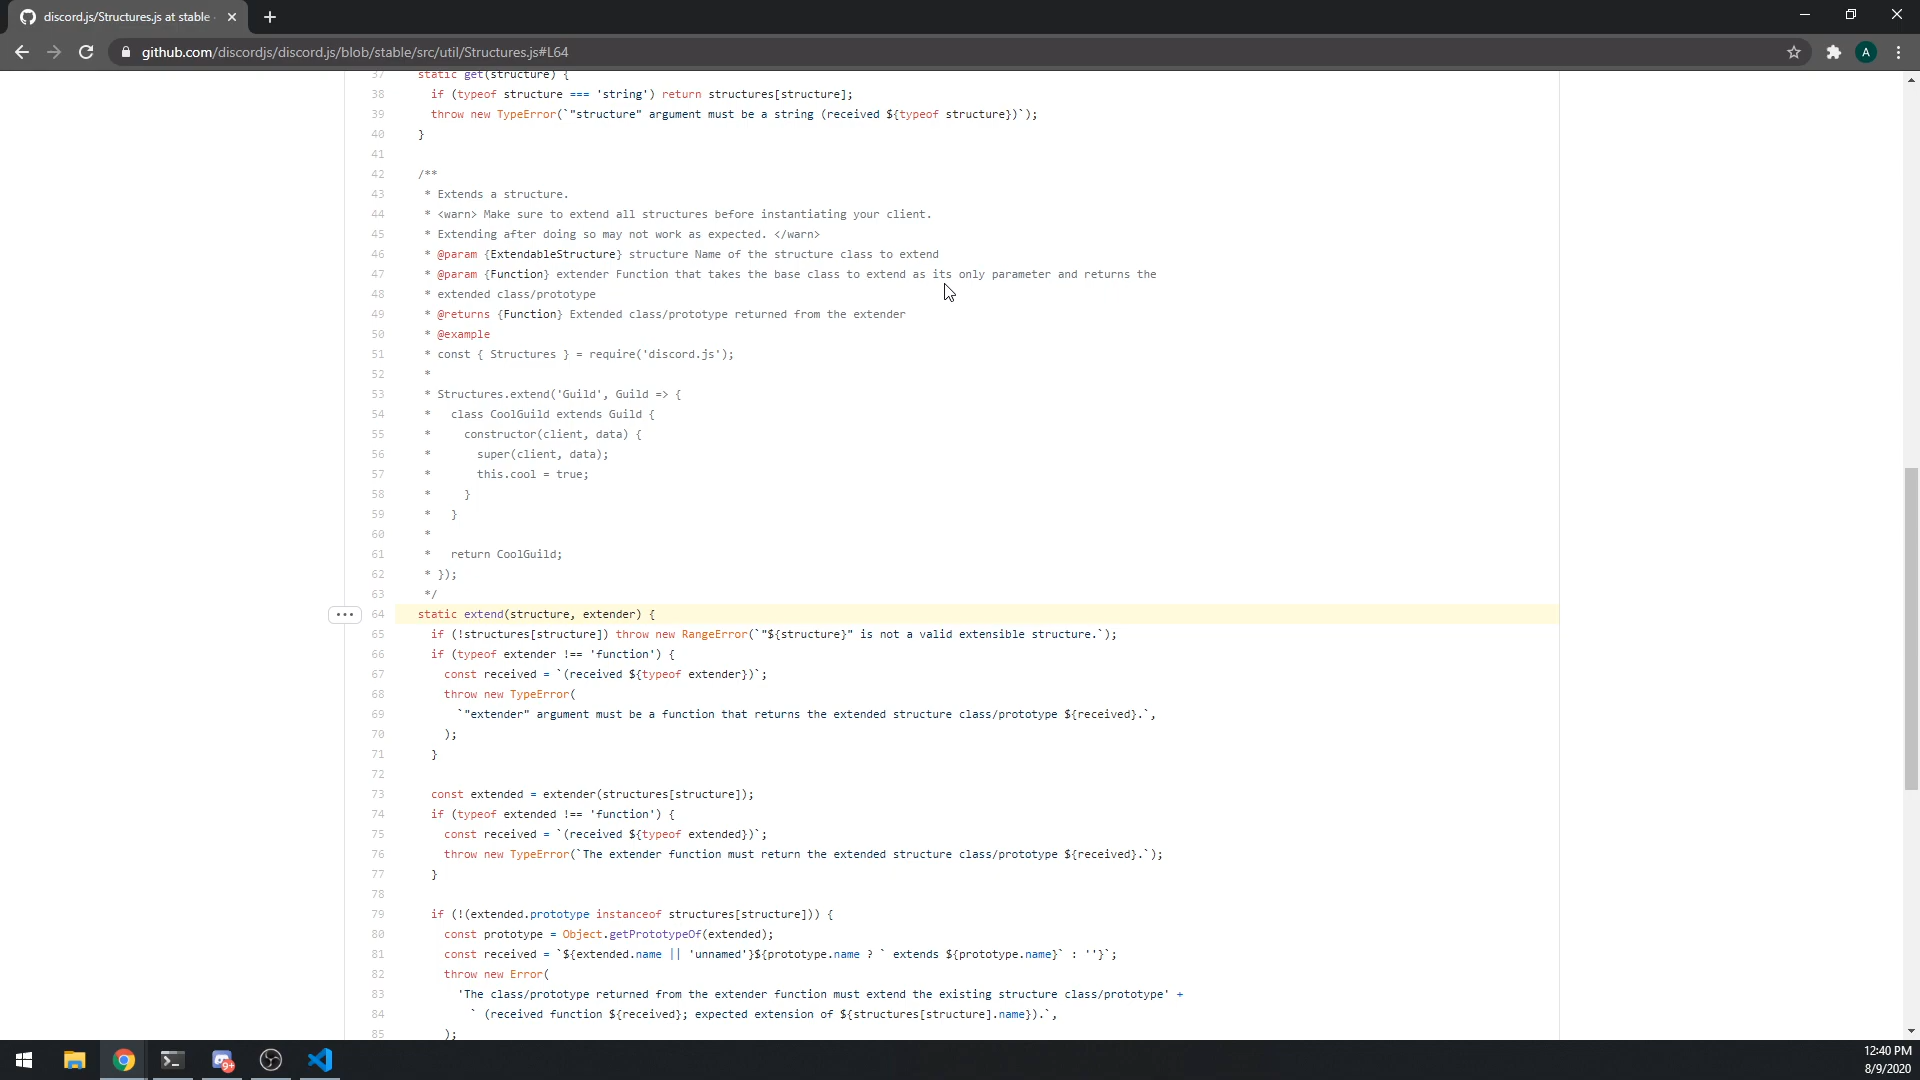 discord.js/Structures.js at stable
github.com/discordjs/discord.js/blob/stable/src/util/Structures.js#L64
A
37 static get(structure) {
38 if (typeof structure === 'string') return structures[structure];
39 throw new TypeError(`"structure" argument must be a string (received ${typeof structure})`);
40 }
41
42 /**
43 * Extends a structure.
44 * <warn> Make sure to extend all structures before instantiating your client.
45 * Extending after doing so may not work as expected. </warn>
46 * @param {ExtendableStructure} structure Name of the structure class to extend
47 * @param {Function} extender Function that takes the base class to extend as its only parameter and returns the
48 * extended class/prototype
49 * @returns {Function} Extended class/prototype returned from the extender
50 * @example
51 * const { Structures } = require('discord.js');
52 *
53 * Structures.extend('Guild', Guild => {
54 *   class CoolGuild extends Guild {
55 *     constructor(client, data) {
56 *       super(client, data);
57 *       this.cool = true;
58 *     }
59 *   }
60 *
61 *   return CoolGuild;
62 * });
63 */
64 static extend(structure, extender) {
65 if (!structures[structure]) throw new RangeError(`"${structure}" is not a valid extensible structure.`);
66 if (typeof extender !== 'function') {
67 const received = `(received ${typeof extender})`;
68 throw new TypeError(
69 `"extender" argument must be a function that returns the extended structure class/prototype ${received}.`,
70 );
71 }
72
73 const extended = extender(structures[structure]);
74 if (typeof extended !== 'function') {
75 const received = `(received ${typeof extended})`;
76 throw new TypeError(`The extender function must return the extended structure class/prototype ${received}.`);
77 }
78
79 if (!(extended.prototype instanceof structures[structure])) {
80 const prototype = Object.getPrototypeOf(extended);
81 const received = `${extended.name || 'unnamed'}${prototype.name ? ` extends ${prototype.name}` : ''}`;
82 throw new Error(
83 'The class/prototype returned from the extender function must extend the existing structure class/prototype' +
84 ` (received function ${received}; expected extension of ${structures[structure].name}).`,
85 );
9+
12:40 PM
8/9/2020